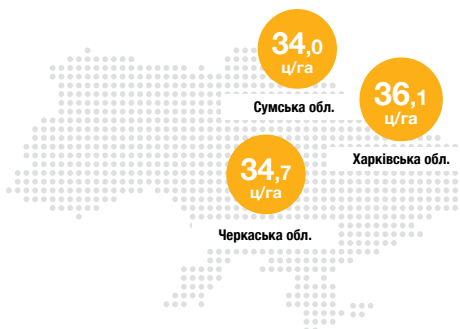 34,0
ц/га
Сумська обл.
36,1
ц/га
Харківська обл.
34,7
ц/га
Черкаська обл.